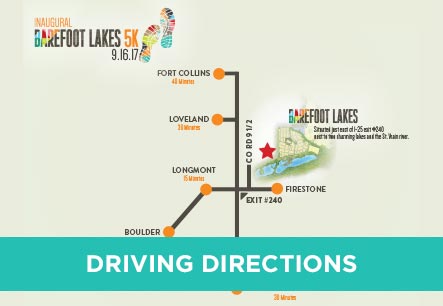 INAUGURAL
BAREFOOT LAKES 5K
9.16.17
FORT COLLINS
40 Minutes
LOVELAND
30 Minutes
CO RD 9 1/2
BAREFOOT LAKES
Situated just east of I-25 exit #240
next to two charming lakes and the St. Vrain river.
LONGMONT
15 Minutes
FIRESTONE
EXIT #240
BOULDER
DRIVING DIRECTIONS
30 Minutes